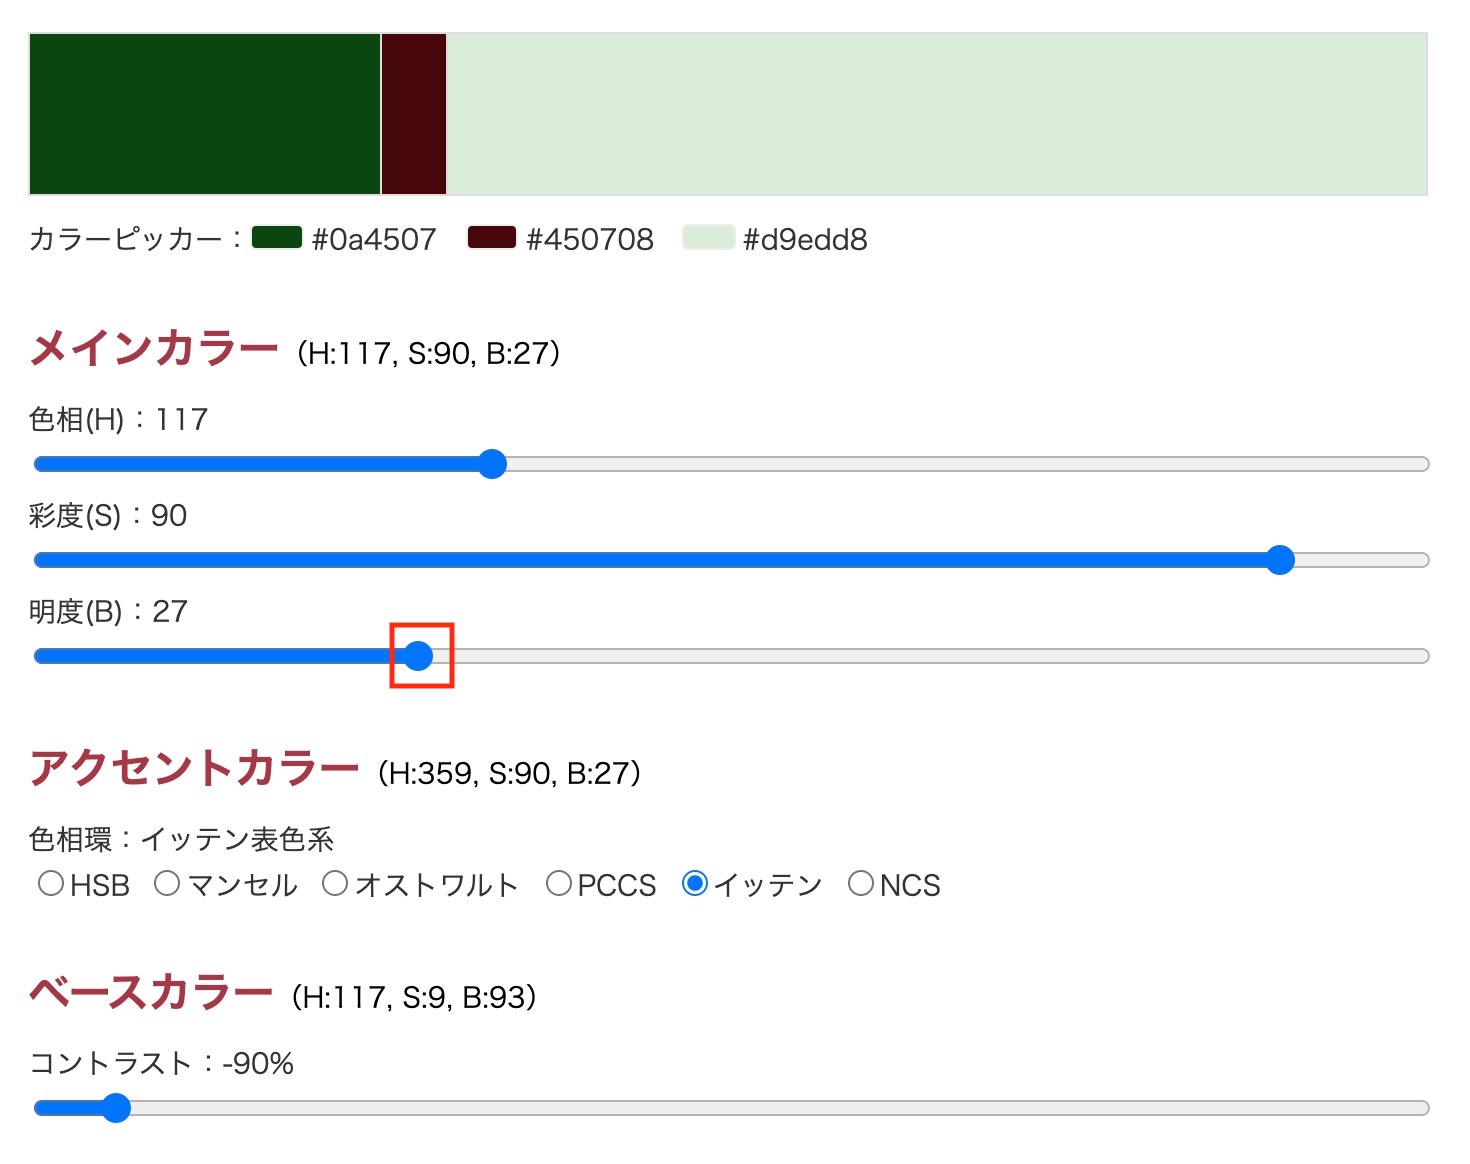 カラーピッカー：#0a4507 #450708 #d9edd8
メインカラー（H:117, S:90, B:27）
色相(H)：117
彩度(S)：90
明度(B)：27
アクセントカラー（H:359, S:90, B:27）
色相環：イッテン表色系
HSB マンセル オストワルト PCCS イッテン NCS
ベースカラー（H:117, S:9, B:93）
コントラスト：-90%